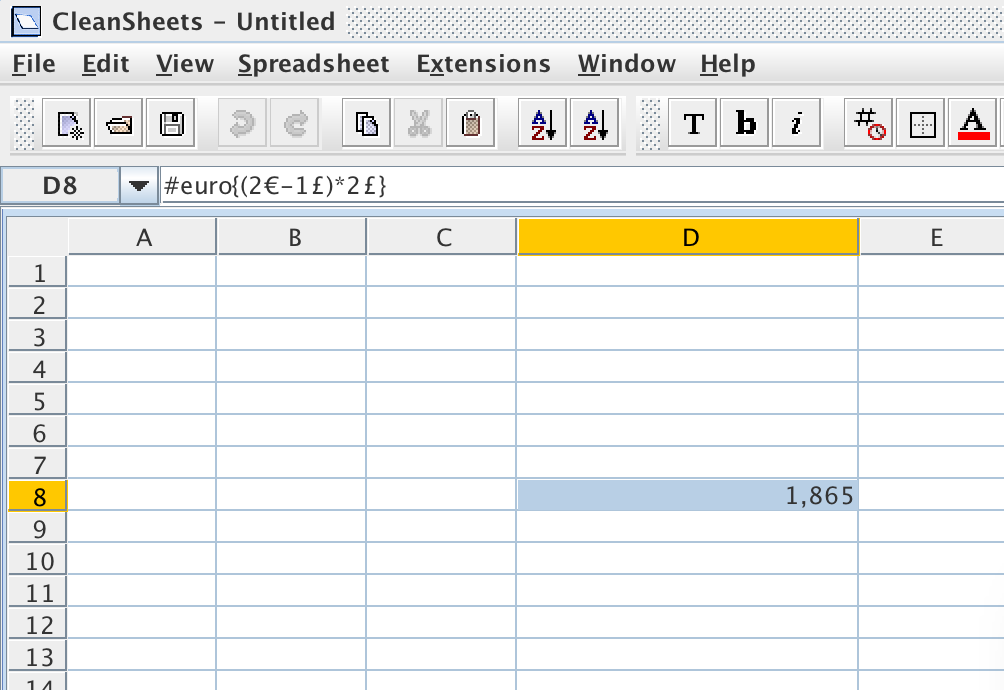 CleanSheets – Untitled
File Edit View Spreadsheet Extensions Window Help
A Z A Z T b i # A
D8 #euro{(2€-1£)*2£}
A B C D E
1
2
3
4
5
6
7
8 1,865
9
10
11
12
13
14